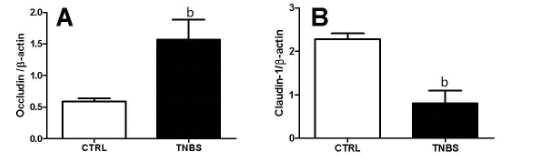 A
Occludin /β-actin
2.0
1.5
1.0
0.5
0.0
b
CTRL
TNBS
B
Claudin-1/β-actin
3
2
1
0
b
CTRL
TNBS